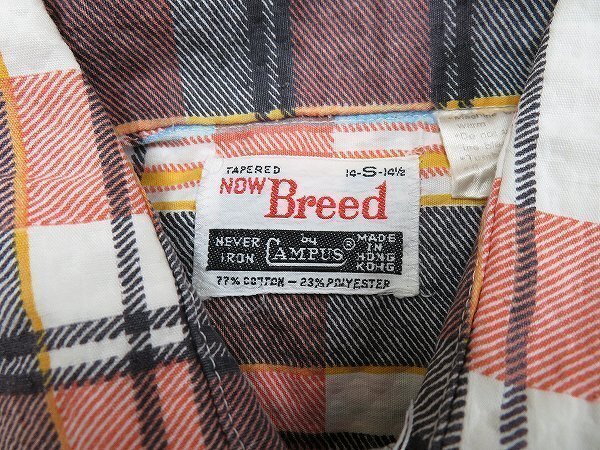 TAPERED 14-S-14½
NOW Breed
NEVER IRON by CAMPUS® MADE IN HONG KONG
77% COTTON – 23% POLYESTER